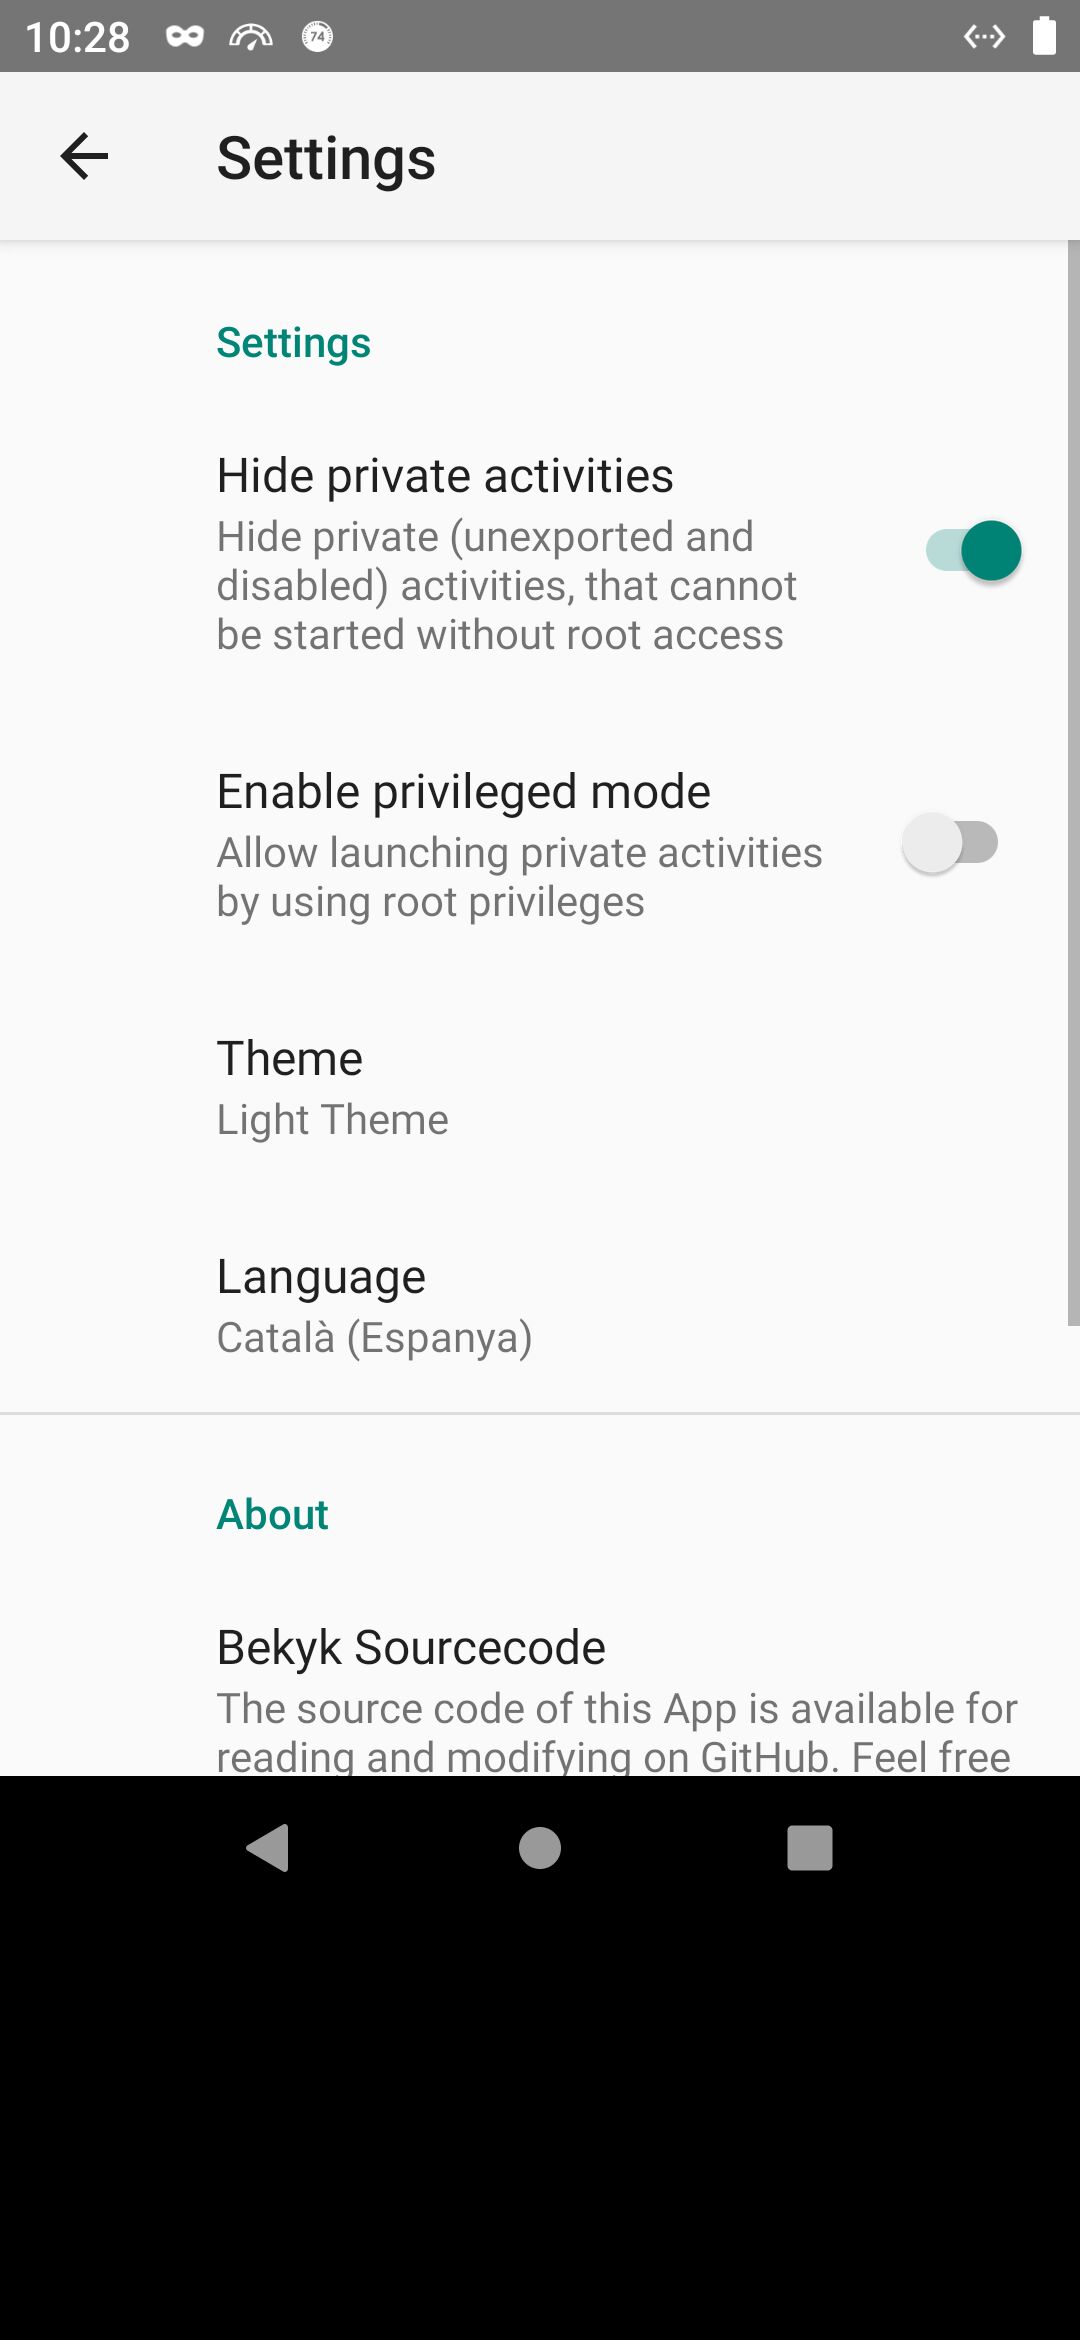 10:28
74
Settings
Settings
Hide private activities
Hide private (unexported and
disabled) activities, that cannot
be started without root access
Enable privileged mode
Allow launching private activities
by using root privileges
Theme
Light Theme
Language
Català (Espanya)
About
Bekyk Sourcecode
The source code of this App is available for
reading and modifying on GitHub. Feel free